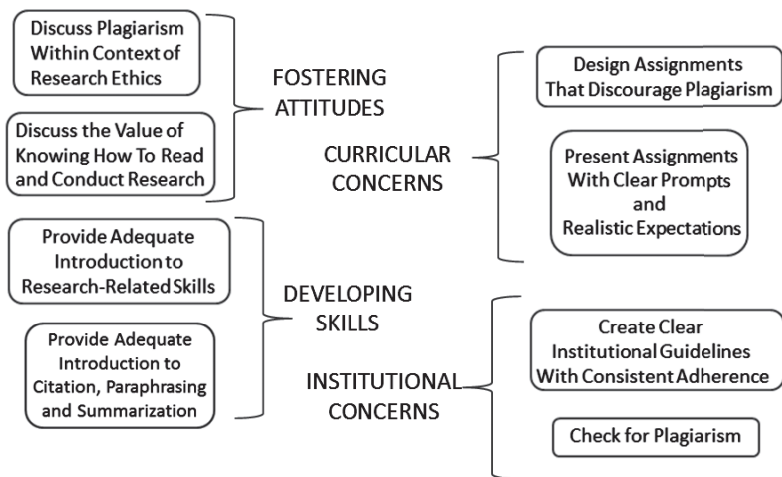 Discuss Plagiarism
Within Context of
Research Ethics
Discuss the Value of
Knowing How To Read
and Conduct Research
FOSTERING
ATTITUDES
CURRICULAR
CONCERNS
Design Assignments
That Discourage Plagiarism
Present Assignments
With Clear Prompts
and
Realistic Expectations
Provide Adequate
Introduction to
Research-Related Skills
Provide Adequate
Introduction to
Citation, Paraphrasing
and Summarization
DEVELOPING
SKILLS
INSTITUTIONAL
CONCERNS
Create Clear
Institutional Guidelines
With Consistent Adherence
Check for Plagiarism